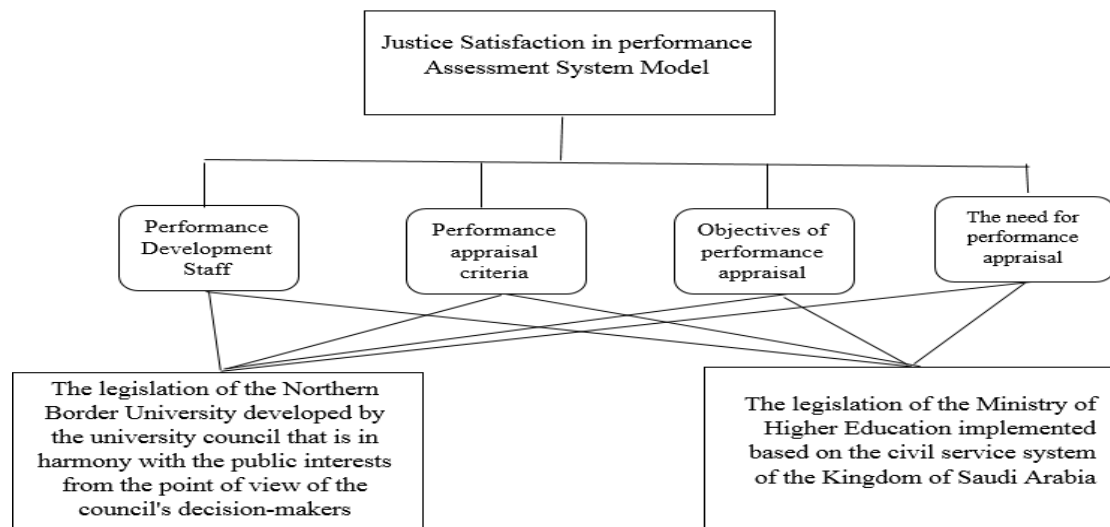 Justice Satisfaction in performance
Assessment System Model
Performance
Development
Staff
Performance
appraisal
criteria
Objectives of
performance
appraisal
The need for
performance
appraisal
The legislation of the Northern
Border University developed by
the university council that is in
harmony with the public interests
from the point of view of the
council's decision-makers
The legislation of the Ministry of
Higher Education implemented
based on the civil service system
of the Kingdom of Saudi Arabia